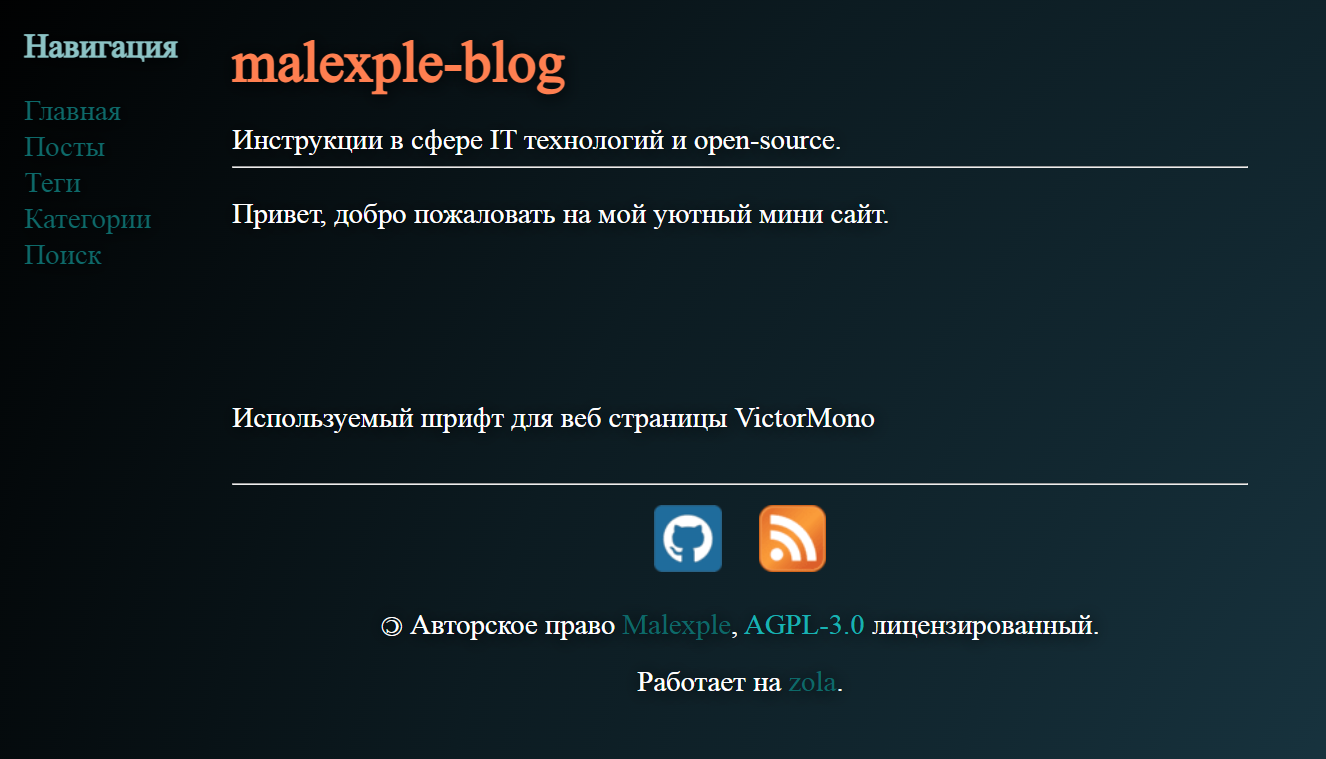 Навигация
Главная
Посты
Теги
Категории
Поиск
malexple-blog
Инструкции в сфере IT технологий и open-source.
Привет, добро пожаловать на мой уютный мини сайт.
Используемый шрифт для веб страницы VictorMono
🄯 Авторское право Malexple, AGPL-3.0 лицензированный.
Работает на zola.